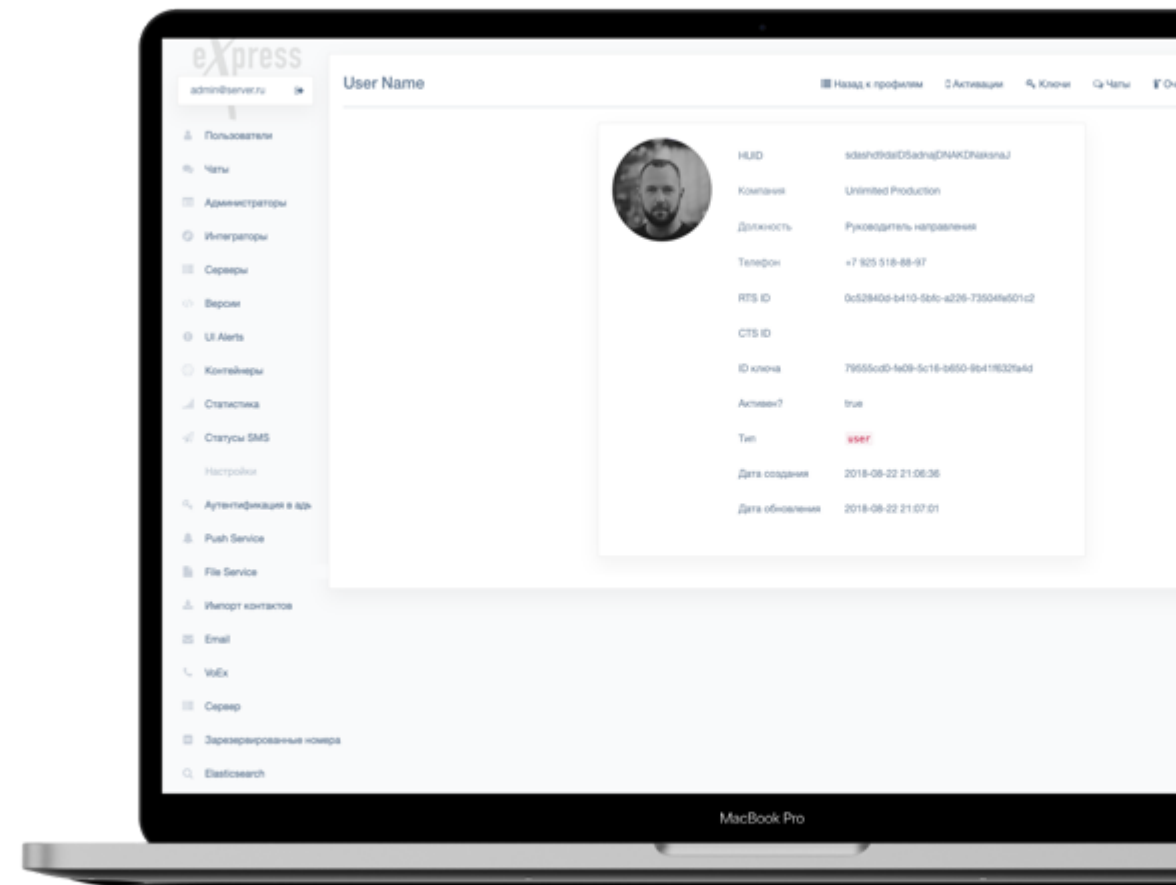 eXpress
admin@server.ru
Пользователи
Чаты
Администраторы
Интеграторы
Серверы
Версии
UI Alerts
Контейнеры
Статистика
Статусы SMS
Настройки
Аутентификация в адм
Push Service
File Service
Импорт контактов
Email
VoEx
Сервер
Зарезервированные номера
Elasticsearch
User Name
Назад к профилям Активации Ключи Чаты
HUID
Компания Unlimited Production
Должность Руководитель направления
Телефон +7 925 518-88-97
RTS ID 0c52840d-b410-5bfc-a226-73504fe501c2
CTS ID
ID ключа 79555cd0-fe09-5c16-b650-9b41f632fa4d
Активен? true
Тип user
Дата создания 2018-08-22 21:06:36
Дата обновления 2018-08-22 21:07:01
MacBook Pro